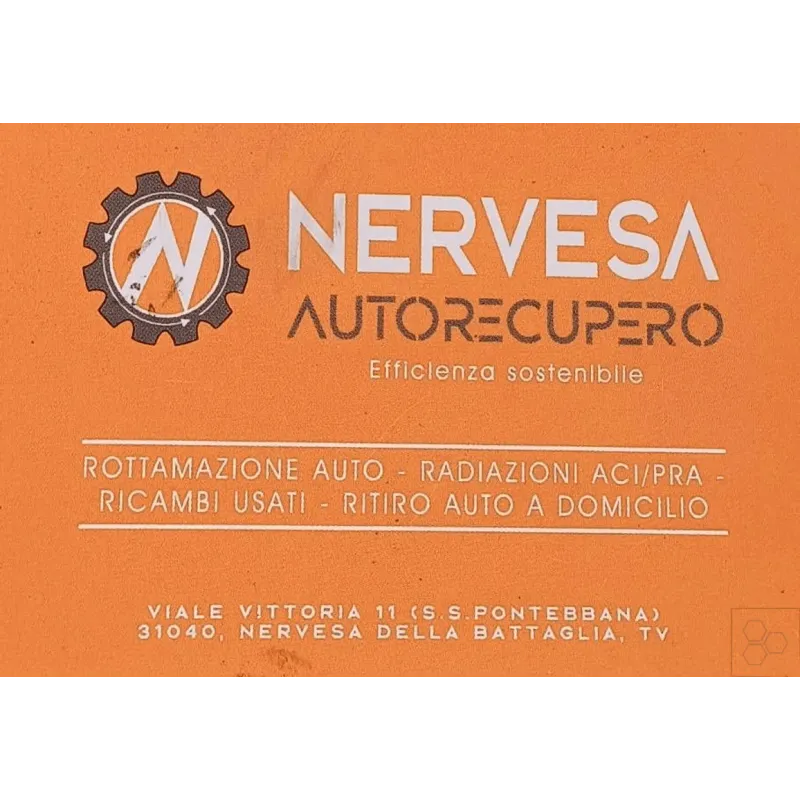 N
NERVESA
AUTORECUPERO
Efficienza sostenibile
ROTTAMAZIONE AUTO - RADIAZIONI ACI/PRA -
RICAMBI USATI - RITIRO AUTO A DOMICILIO
VIALE VITTORIA 11 (S.S.PONTEBBANA)
31040, NERVESA DELLA BATTAGLIA, TV